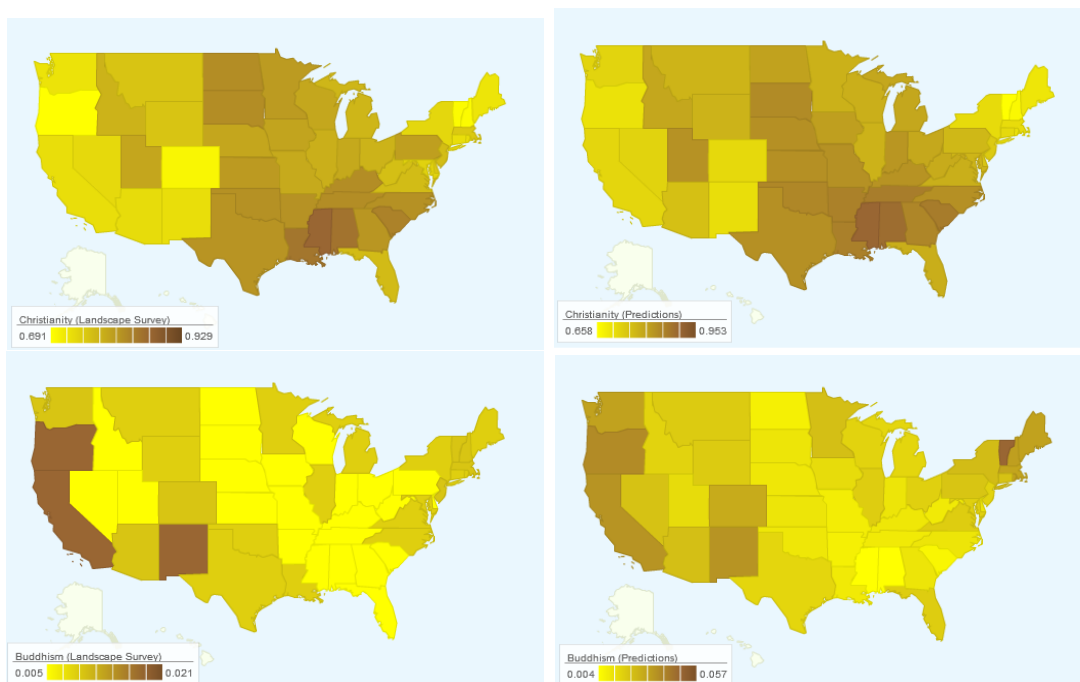 Christianity (Landscape Survey)
0.691 0.929
Christianity (Predictions)
0.658 0.953
Buddhism (Landscape Survey)
0.005 0.021
Buddhism (Predictions)
0.004 0.057